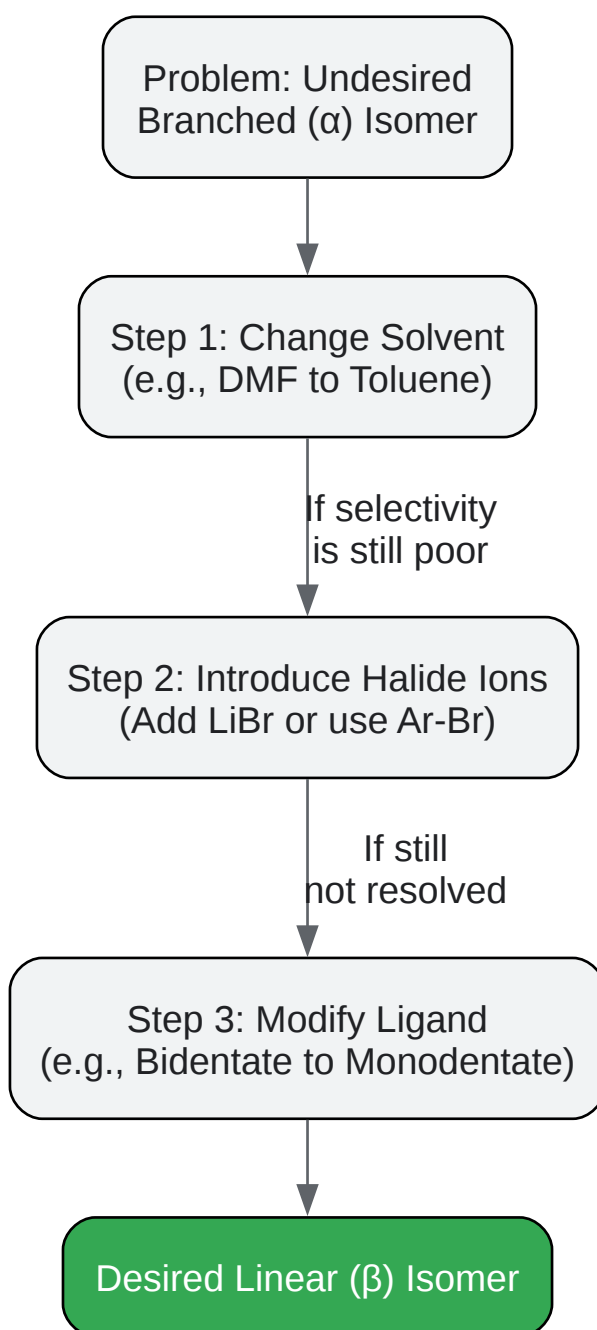 Problem: Undesired
Branched (α) Isomer
Step 1: Change Solvent
(e.g., DMF to Toluene)
If selectivity
is still poor
Step 2: Introduce Halide Ions
(Add LiBr or use Ar-Br)
If still
not resolved
Step 3: Modify Ligand
(e.g., Bidentate to Monodentate)
Desired Linear (β) Isomer